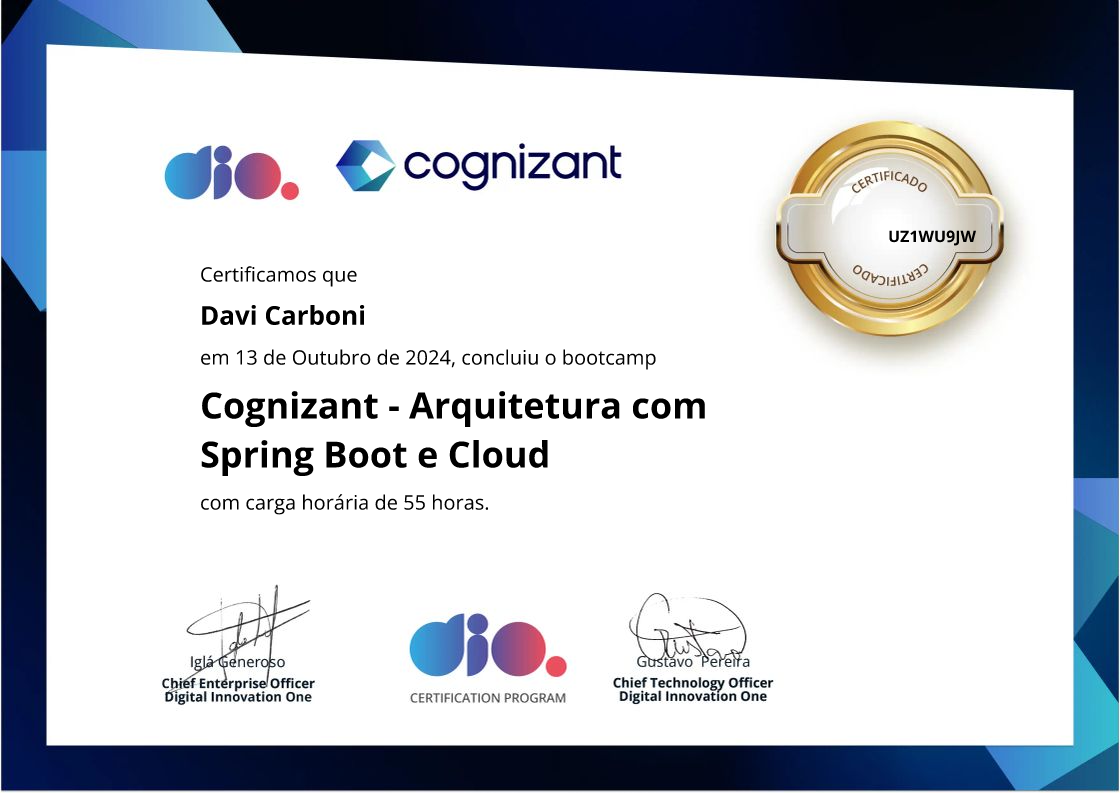 dio.
cognizant
CERTIFICADO
UZ1WU9JW
CERTIFICADO
Certificamos que
Davi Carboni
em 13 de Outubro de 2024, concluiu o bootcamp
Cognizant - Arquitetura com
Spring Boot e Cloud
com carga horária de 55 horas.
Iglá Generoso
Chief Enterprise Officer
Digital Innovation One
dio.
CERTIFICATION PROGRAM
Gustavo
Gustavo Pereira
Chief Technology Officer
Digital Innovation One